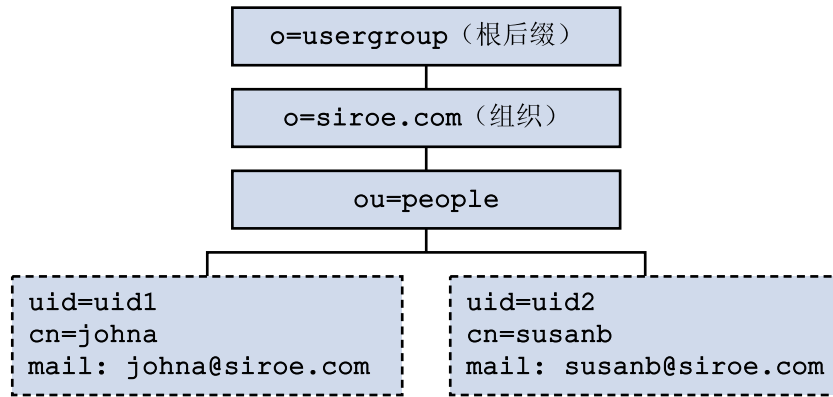 o=usergroup（根后缀）
o=siroe.com（组织）
ou=people
uid=uid1
cn=johna
mail: johna@siroe.com
uid=uid2
cn=susanb
mail: susanb@siroe.com